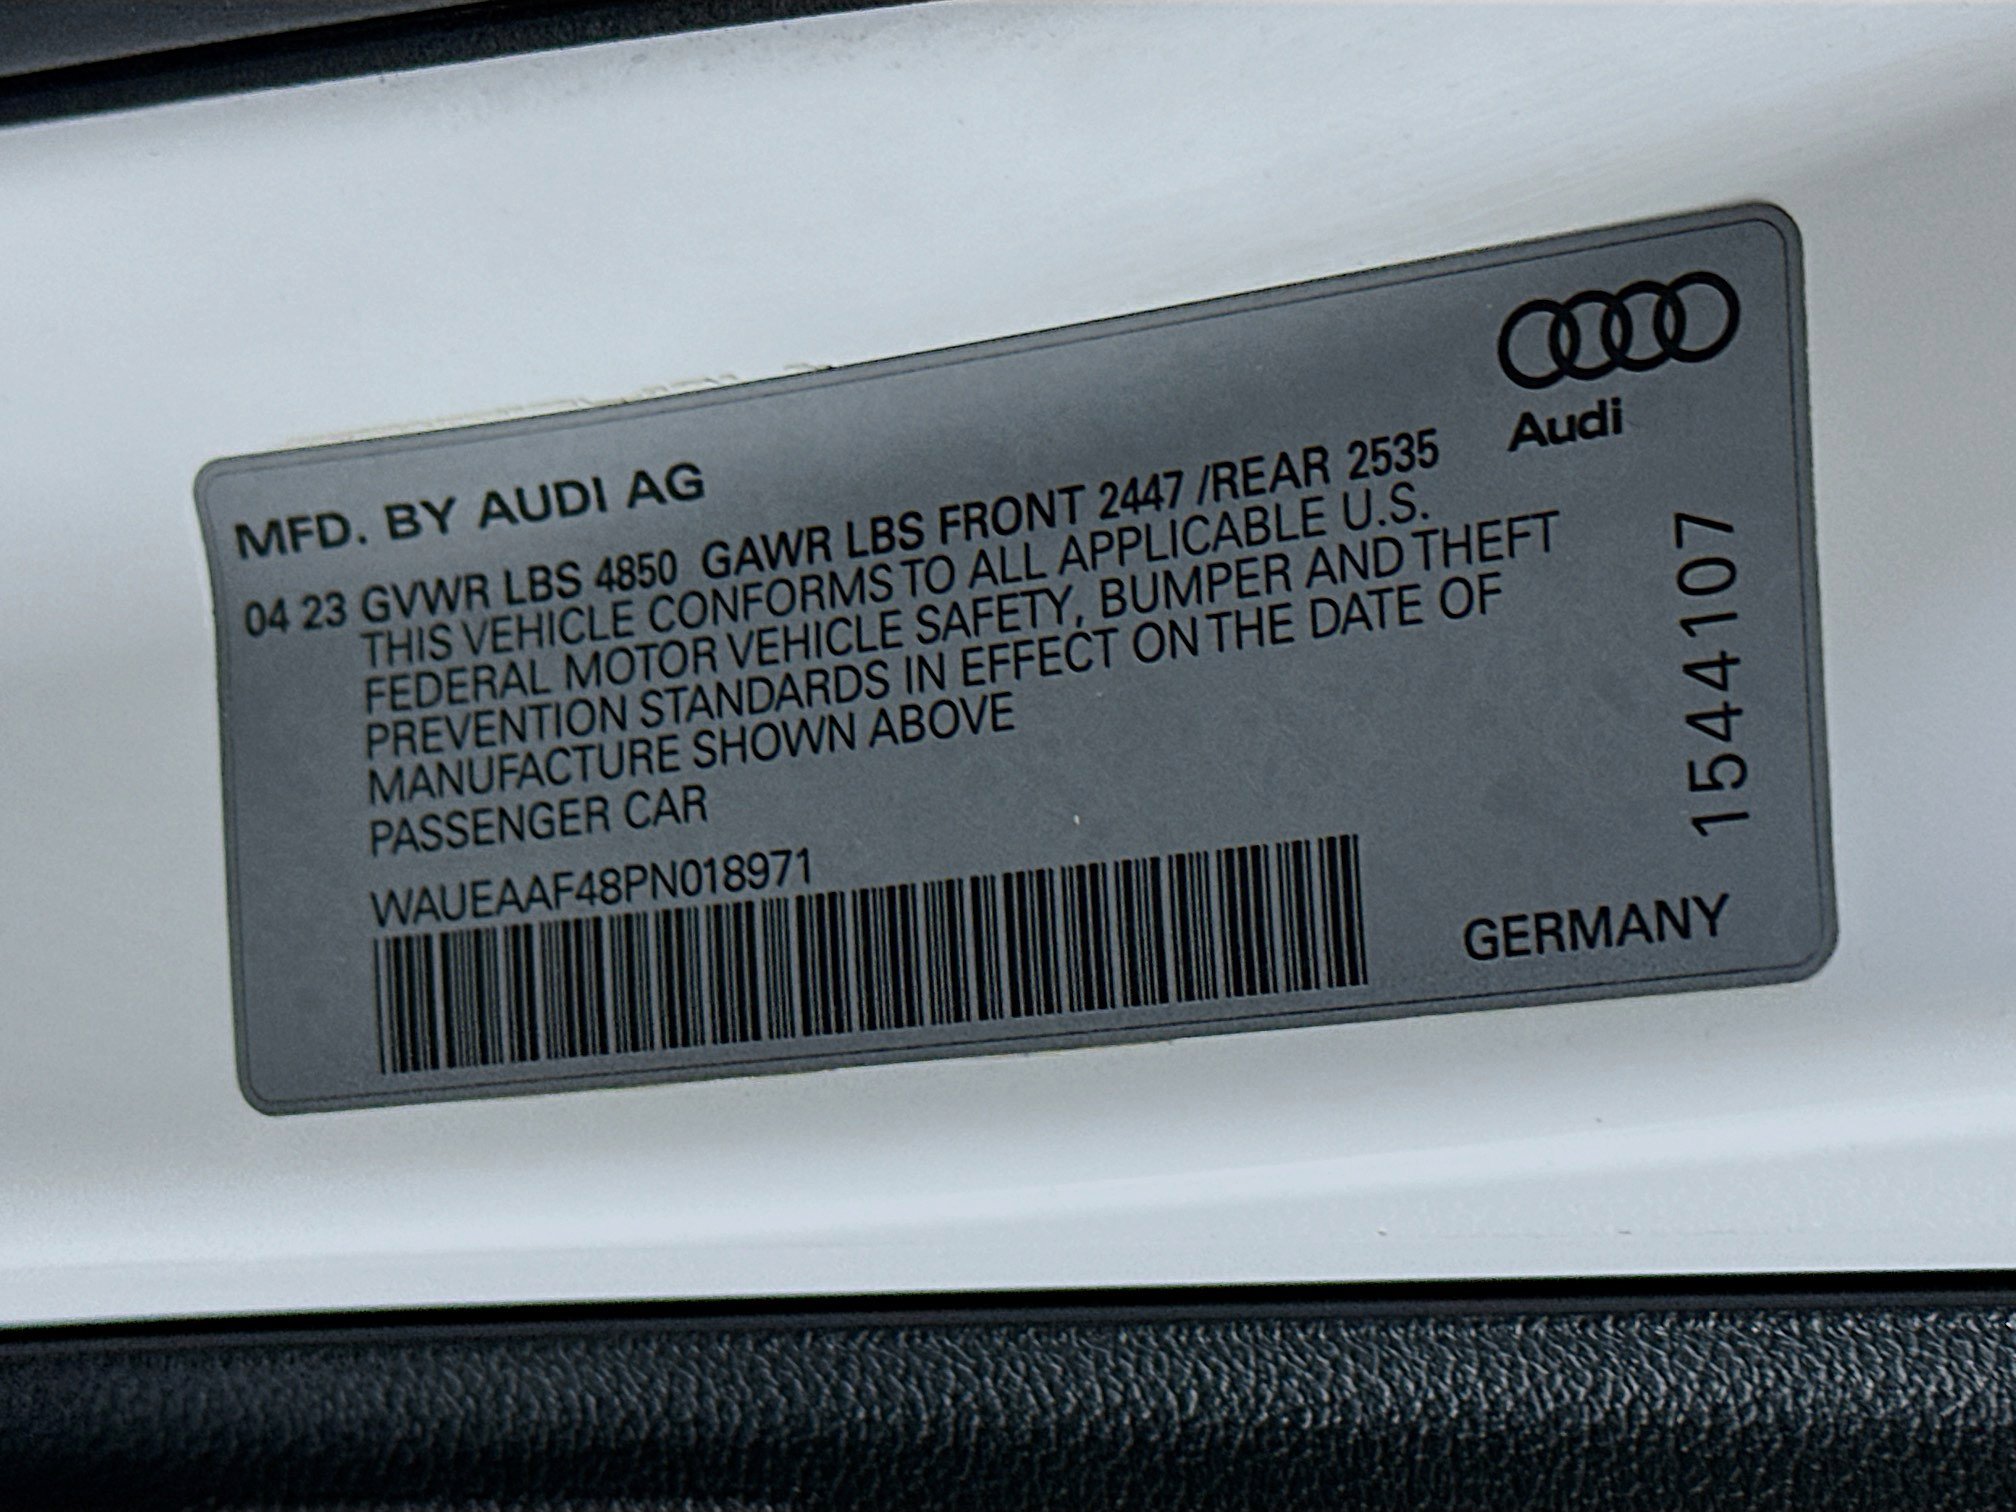 Audi
MFD. BY AUDI AG
04 23 GVWR LBS 4850 GAWR LBS FRONT 2447 /REAR 2535
THIS VEHICLE CONFORMS TO ALL APPLICABLE U.S.
FEDERAL MOTOR VEHICLE SAFETY, BUMPER AND THEFT
PREVENTION STANDARDS IN EFFECT ON THE DATE OF
MANUFACTURE SHOWN ABOVE
PASSENGER CAR
WAUEAAF48PN018971
GERMANY
1544107